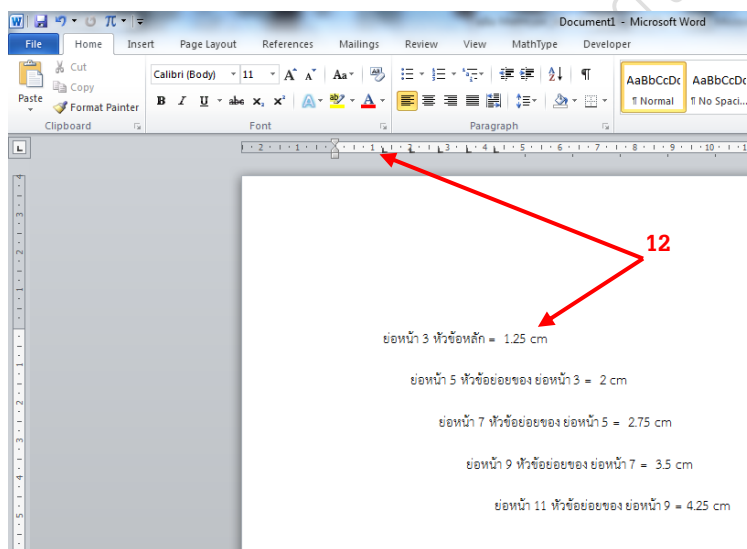 Document1 - Microsoft Word
File Home Insert Page Layout References Mailings Review View MathType Developer
Cut
Copy
Paste
Format Painter
Clipboard
Calibri (Body) 11
Font
Paragraph
AaBbCcDc AaBbCcDc
¶ Normal ¶ No Spaci...
12
ย่อหน้า 3 หัวข้อหลัก = 1.25 cm
ย่อหน้า 5 หัวข้อย่อยของ ย่อหน้า 3 = 2 cm
ย่อหน้า 7 หัวข้อย่อยของ ย่อหน้า 5 = 2.75 cm
ย่อหน้า 9 หัวข้อย่อยของ ย่อหน้า 7 = 3.5 cm
ย่อหน้า 11 หัวข้อย่อยของ ย่อหน้า 9 = 4.25 cm